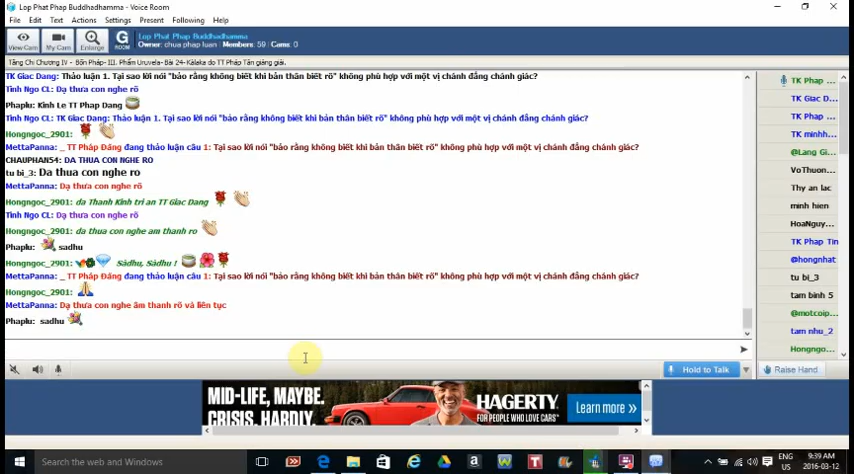 Lop Phat Phap Buddhadhamma - Voice Room
File Edit Text Actions Settings Present Following Help
View Cam My Cam Enlarge G ROOM
Lop Phat Phap Buddhadhamma
Owner: chua phap luan : Members: 59 : Cams: 0
Tăng Chi Chương IV - Bốn Pháp- III. Phẩm Uruvela- Bài 24-Kàlaka do TT Pháp Tân giảng giải.
TK Giac Dang: Thảo luận 1. Tại sao lời nói "bảo rằng không biết khi bản thân biết rõ" không phù hợp với một vị chánh đẳng chánh giác?
Tinh Ngo CL: Dạ thưa con nghe rõ
Phaplu: Kinh Le TT Phap Dang
Tinh Ngo CL: TK Giac Dang: Thảo luận 1. Tại sao lời nói "bảo rằng không biết khi bản thân biết rõ" không phù hợp với một vị chánh đẳng chánh giác?
Hongngoc_2901:
MettaPanna: _ TT Pháp Đăng đang thảo luận câu 1: Tại sao lời nói "bảo rằng không biết khi bản thân biết rõ" không phù hợp với một vị chánh đẳng chánh giác?
CHAUPHAN54: DA THUA CON NGHE RO
tu bi_3: Da thua con nghe ro
MettaPanna: Dạ thưa con nghe rõ
Hongngoc_2901: da Thanh Kinh tri an TT Giac Dang
Tinh Ngo CL: Dạ thưa con nghe rõ
Hongngoc_2901: da thua con nghe am thanh ro
Phaplu: sadhu
Hongngoc_2901: Sādhu, Sādhu !
MettaPanna: _ TT Pháp Đăng đang thảo luận câu 1: Tại sao lời nói "bảo rằng không biết khi bản thân biết rõ" không phù hợp với một vị chánh đẳng chánh giác?
Hongngoc_2901:
MettaPanna: Dạ thưa con nghe âm thanh rõ và liên tục
Phaplu: sadhu
TK Phap
TK Giac D...
TK Phap ...
TK minhh...
@Lang Gi...
VoThuon...
Thy an lac
minh hien
HoaNguy...
TK Phap Tin
@hongnhat
tu bi_3
tam binh 5
@motcoip...
tam nhu_2
Hongngo...
Hold to Talk
Raise Hand
MID-LIFE, MAYBE.
CRISIS, HARDLY.
HAGERTY
FOR PEOPLE WHO LOVE CARS
Learn more »
Search the web and Windows
ENG
US
9:39 AM
2016-03-12